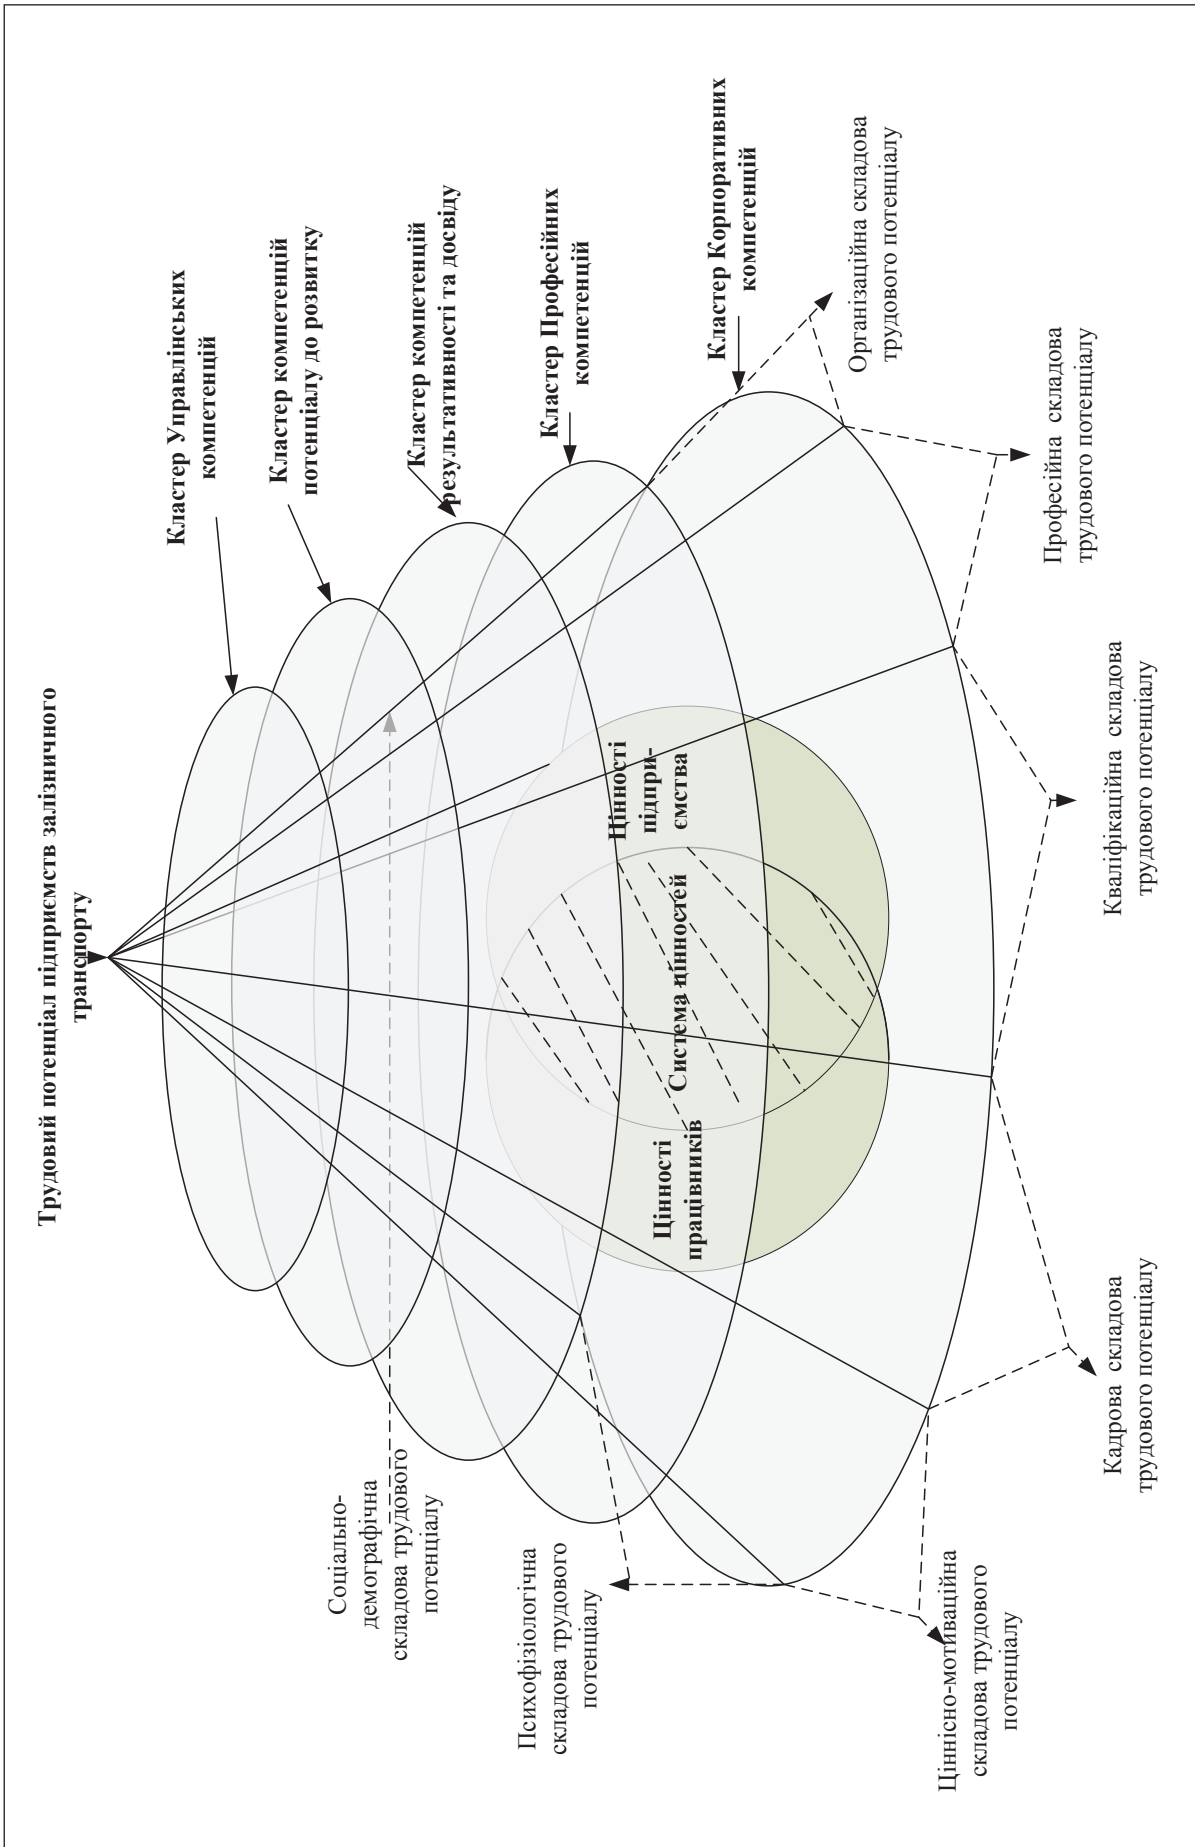 Трудовий потенціал підприємств залізничного
транспорту
Кластер Управлінських
компетенцій
Кластер компетенцій
потенціалу до розвитку
Кластер компетенцій
результативності та досвіду
Кластер Професійних
компетенцій
Кластер Корпоративних
компетенцій
Соціально-
демографічна
складова трудового
потенціалу
Психофізіологічна
складова трудового
потенціалу
Цінності
працівників
Система цінностей
Цінності
підпри-
ємства
Організаційна складова
трудового потенціалу
Ціннісно-мотиваційна
складова трудового
потенціалу
Кадрова складова
трудового потенціалу
Кваліфікаційна складова
трудового потенціалу
Професійна складова
трудового потенціалу